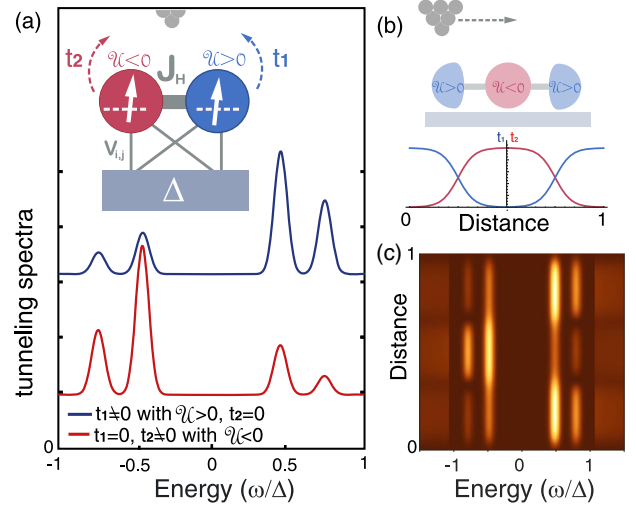 (a)
t₂
𝒰<0
𝒰>0
t₁
J_H
V_i,j
Δ
tunneling spectra
t₁≠0 with 𝒰>0, t₂=0
t₁=0, t₂≠0 with 𝒰<0
0
-1 -0.5 0 0.5 1
Energy (ω/Δ)
(b)
𝒰>0 𝒰<0 𝒰>0
t₁ t₂
0 1
Distance
(c)
1
Distance
0
-1 0 1
Energy (ω/Δ)